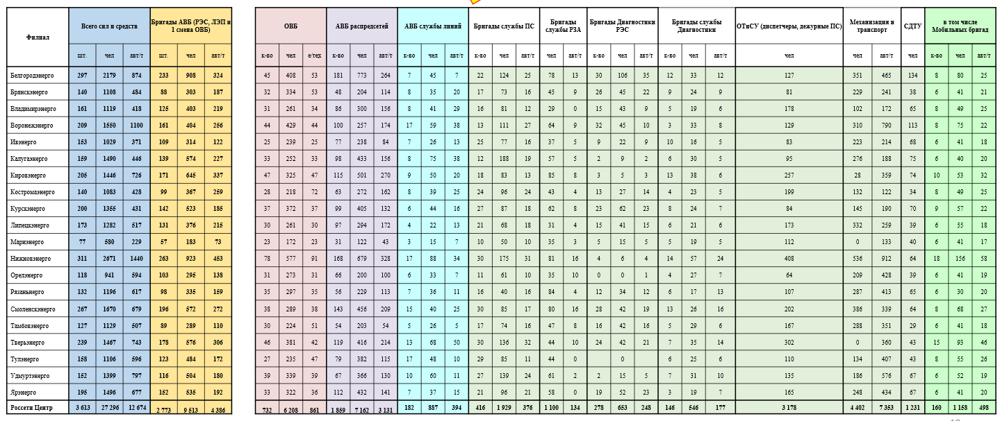 Филиал | Всего сил и средств | Бригады АВБ (РЭС, ЛЭП и 1 смена ОВБ) | ОВБ | АВБ распредсетей | АВБ службы линий | Бригады службы ПС | Бригады службы РЗА | Бригады Диагностики РЭС | Бригады службы Диагностики | ОТиСУ (диспетчеры, дежурные ПС) | Механизация и транспорт | СДТУ | в том числе Мобильных бригад
шт. чел авт/т шт. чел авт/т к-во чел е/тех к-во чел авт/т к-во чел авт/т к-во чел авт/т чел авт/т к-во чел авт/т к-во чел авт/т чел чел авт/т чел к-во чел авт/т
Белгородэнерго 297 2179 874 233 908 324 45 408 53 181 773 264 7 45 7 22 124 25 78 13 30 106 35 12 33 12 127 351 465 134 8 80 25
Брянскэнерго 140 1108 484 88 303 187 32 334 53 48 204 114 8 35 20 17 73 16 45 9 26 45 22 9 24 9 81 229 241 38 6 41 21
Владимирэнерго 161 1119 418 125 403 219 31 261 34 86 300 156 8 41 29 16 81 12 29 0 15 43 9 5 19 6 178 102 172 65 8 49 25
Воронежэнерго 209 1550 1100 161 404 256 44 429 44 100 257 174 17 59 38 13 111 27 64 9 32 45 10 3 33 8 129 310 790 113 8 75 22
Ивэнерго 153 1029 371 109 314 122 25 239 25 77 238 84 7 26 13 25 77 16 37 5 9 22 9 10 16 5 83 223 214 68 6 41 18
Калугаэнерго 159 1490 446 139 574 227 33 252 33 98 433 156 8 75 38 12 188 19 57 5 2 9 2 6 30 5 95 276 188 75 6 40 20
Кировэнерго 205 1446 726 171 645 337 47 325 47 115 501 270 9 50 20 18 83 13 85 8 3 5 3 13 38 6 257 28 359 74 10 53 32
Костромаэнерго 140 1083 428 99 367 259 28 218 72 63 272 162 8 39 25 24 96 24 43 4 13 27 14 4 23 5 199 132 122 34 8 49 25
Курскэнерго 200 1355 431 142 523 185 37 372 37 99 405 132 6 44 16 27 87 18 62 8 23 62 23 8 24 7 84 145 190 70 9 57 22
Липецкэнерго 173 1282 517 131 376 215 30 261 30 97 294 172 4 22 13 21 68 18 31 4 15 41 15 6 21 6 173 332 259 39 6 55 18
Мариэнерго 77 580 229 57 183 73 23 172 23 31 122 43 3 15 7 10 50 10 35 3 5 15 5 5 19 5 112 0 133 40 6 41 17
Нижновэнерго 311 2671 1440 263 923 453 78 577 91 168 679 328 17 88 34 30 175 31 81 16 4 6 4 14 57 24 408 536 912 64 18 156 58
Орелэнерго 118 941 594 103 295 138 31 273 31 66 200 100 6 33 7 11 61 10 35 10 0 0 1 4 27 7 64 209 428 39 6 41 19
Рязаньнерго 132 1196 617 98 335 159 35 297 35 56 229 113 7 36 11 16 40 16 84 4 12 34 12 6 17 13 107 287 413 65 6 30 20
Смоленскэнерго 267 1670 679 196 572 272 38 289 38 143 456 209 15 40 25 30 85 17 80 16 28 42 19 13 26 16 202 386 339 64 8 68 27
Тамбовэнерго 127 1129 507 89 289 110 30 224 51 54 203 54 5 26 5 17 74 16 47 8 16 42 16 5 29 6 167 288 351 29 6 41 18
Тверьэнерго 239 1467 743 178 576 306 46 381 42 119 416 214 13 68 50 30 136 32 44 10 24 42 21 7 35 14 302 0 360 43 15 93 46
Тулэнерго 158 1106 596 123 484 172 27 235 47 79 382 115 17 48 10 29 85 11 44 0 0 6 25 6 110 134 407 43 8 55 26
Удмуртэнерго 152 1399 797 116 504 180 39 339 39 67 366 130 10 60 11 27 139 24 61 2 2 15 5 7 31 10 135 186 576 67 6 52 19
Ярэнерго 195 1496 677 152 535 192 33 322 36 112 432 141 7 37 15 21 96 21 58 0 19 52 23 3 19 7 165 248 434 67 6 41 20
Россети Центр 3 613 27 296 12 674 2 773 9 513 4 386 732 6 208 861 1 859 7 162 3 131 182 887 394 416 1 929 376 1 100 134 278 653 248 146 546 177 3 178 4 402 7 353 1 231 160 1 158 498